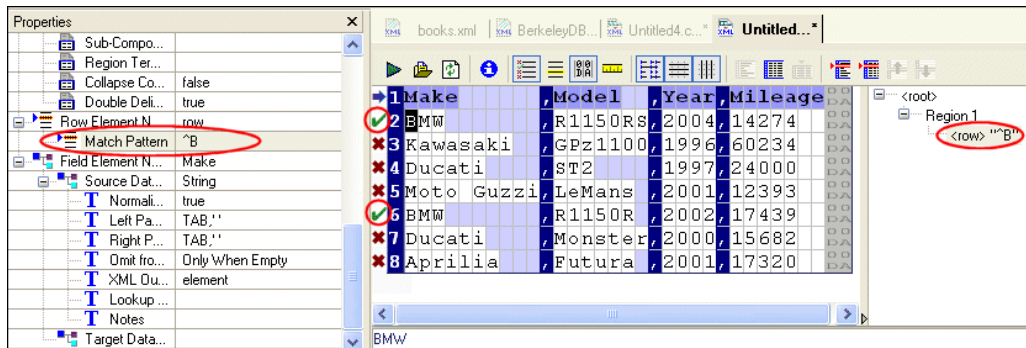 Properties
Sub-Compo...
Region Ter...
Collapse Co... false
Double Deli... true
Row Element N... row
Match Pattern ^B
Field Element N... Make
Source Dat... String
T Normali... true
T Left Pa... TAB,' '
T Right P... TAB,' '
T Omit fro... Only When Empty
T XML Ou... element
T Lookup ...
T Notes
Target Data...
books.xml BerkeleyDB... Untitled4.c...* Untitled...*
1 Make ,Model ,Year,Mileage
2 BMW ,R1150RS,2004,14274
3 Kawasaki ,GPz1100,1996,60234
4 Ducati ,ST2 ,1997,24000
5 Moto Guzzi,LeMans ,2001,12393
6 BMW ,R1150R ,2002,17439
7 Ducati ,Monster,2000,15682
8 Aprilia ,Futura ,2001,17320
BMW
<root>
Region 1
<row> "^B"